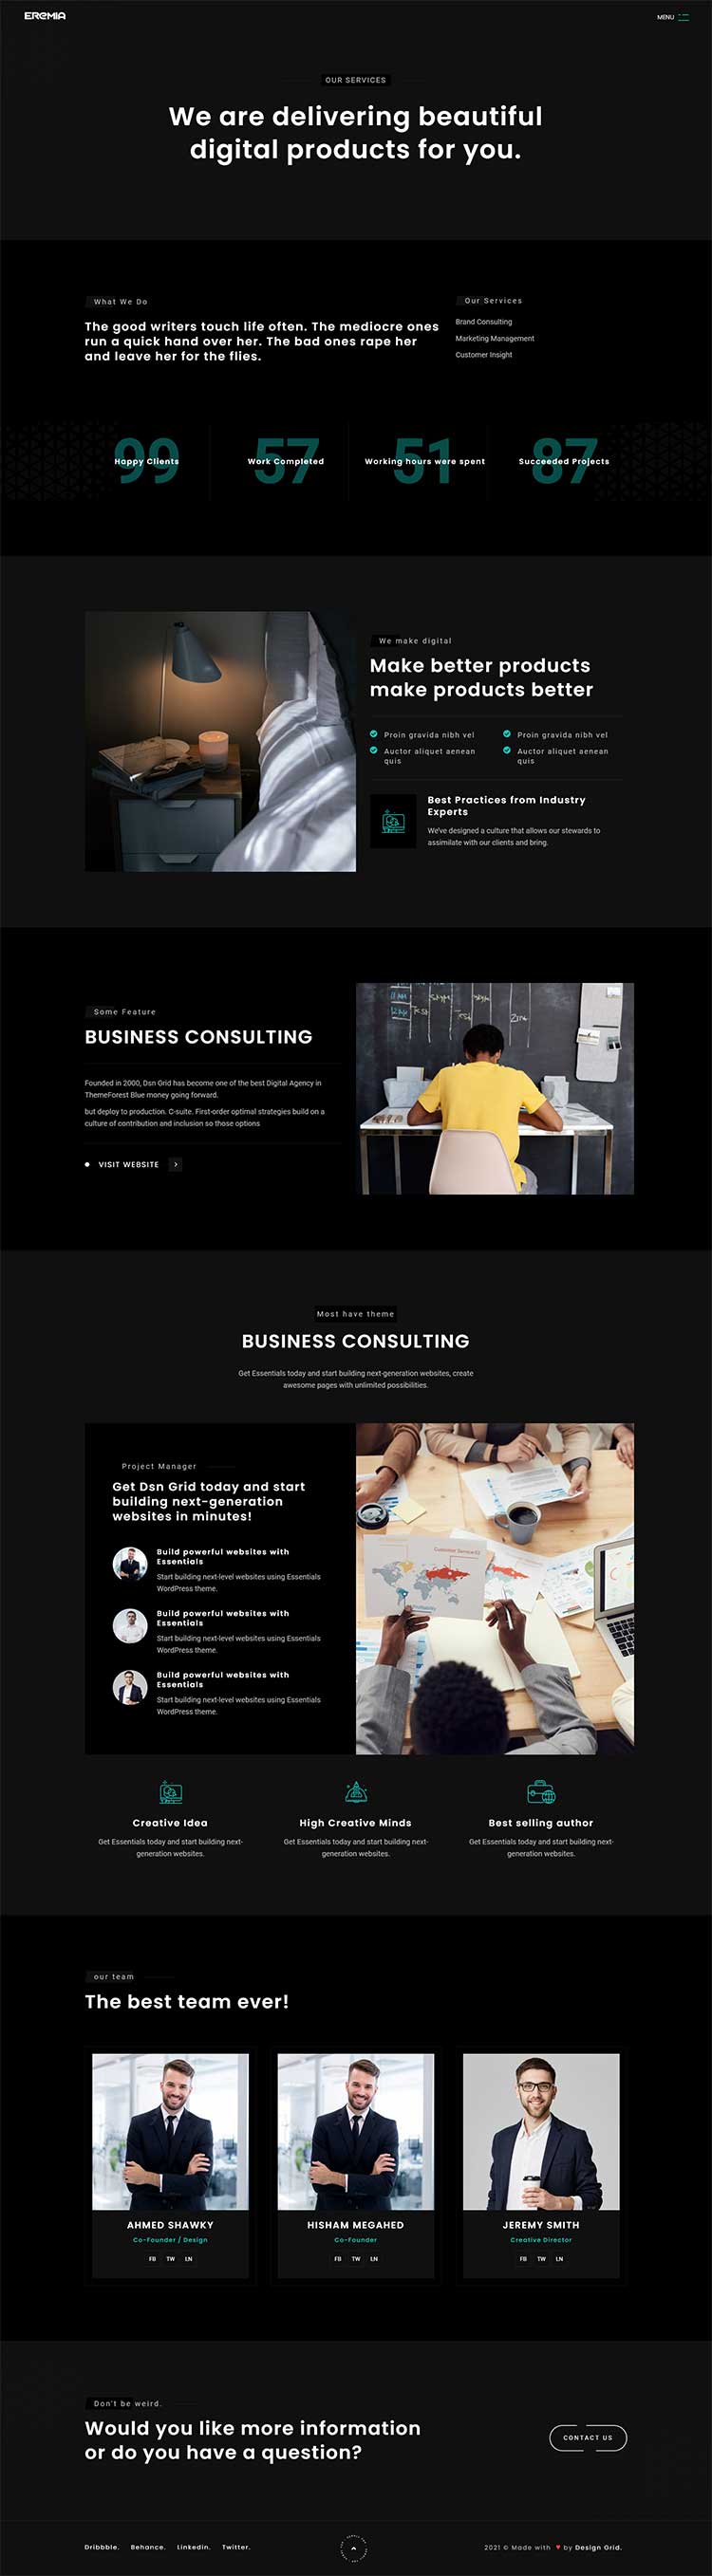 EREMIA
MENU
OUR SERVICES
We are delivering beautiful
digital products for you.
What We Do
The good writers touch life often. The mediocre ones
run a quick hand over her. The bad ones rape her
and leave her for the flies.
Our Services
Brand Consulting
Marketing Management
Customer Insight
99
Happy Clients
57
Work Completed
51
Working hours were spent
87
Succeeded Projects
We make digital
Make better products
make products better
Proin gravida nibh vel
Auctor aliquet aenean
quis
Proin gravida nibh vel
Auctor aliquet aenean
quis
Best Practices from Industry
Experts
We've designed a culture that allows our stewards to
assimilate with our clients and bring.
Some Feature
BUSINESS CONSULTING
Founded in 2000, Dsn Grid has become one of the best Digital Agency in
ThemeForest Blue money going forward.
but deploy to production. C-suite. First-order optimal strategies build on a
culture of contribution and inclusion so those options
VISIT WEBSITE
Most have theme
BUSINESS CONSULTING
Get Essentials today and start building next-generation websites, create
awesome pages with unlimited possibilities.
Project Manager
Get Dsn Grid today and start
building next-generation
websites in minutes!
Build powerful websites with
Essentials
Start building next-level websites using Essentials
WordPress theme.
Build powerful websites with
Essentials
Start building next-level websites using Essentials
WordPress theme.
Build powerful websites with
Essentials
Start building next-level websites using Essentials
WordPress theme.
Creative Idea
Get Essentials today and start building next-
generation websites.
High Creative Minds
Get Essentials today and start building next-
generation websites.
Best selling author
Get Essentials today and start building next-
generation websites.
our team
The best team ever!
AHMED SHAWKY
Co-Founder / Design
FB TW LN
HISHAM MEGAHED
Co-Founder
FB TW LN
JEREMY SMITH
Creative Director
FB TW LN
Don't be weird.
Would you like more information
or do you have a question?
CONTACT US
Dribbble. Behance. Linkedin. Twitter.
2021 © Made with ♥ by Design Grid.